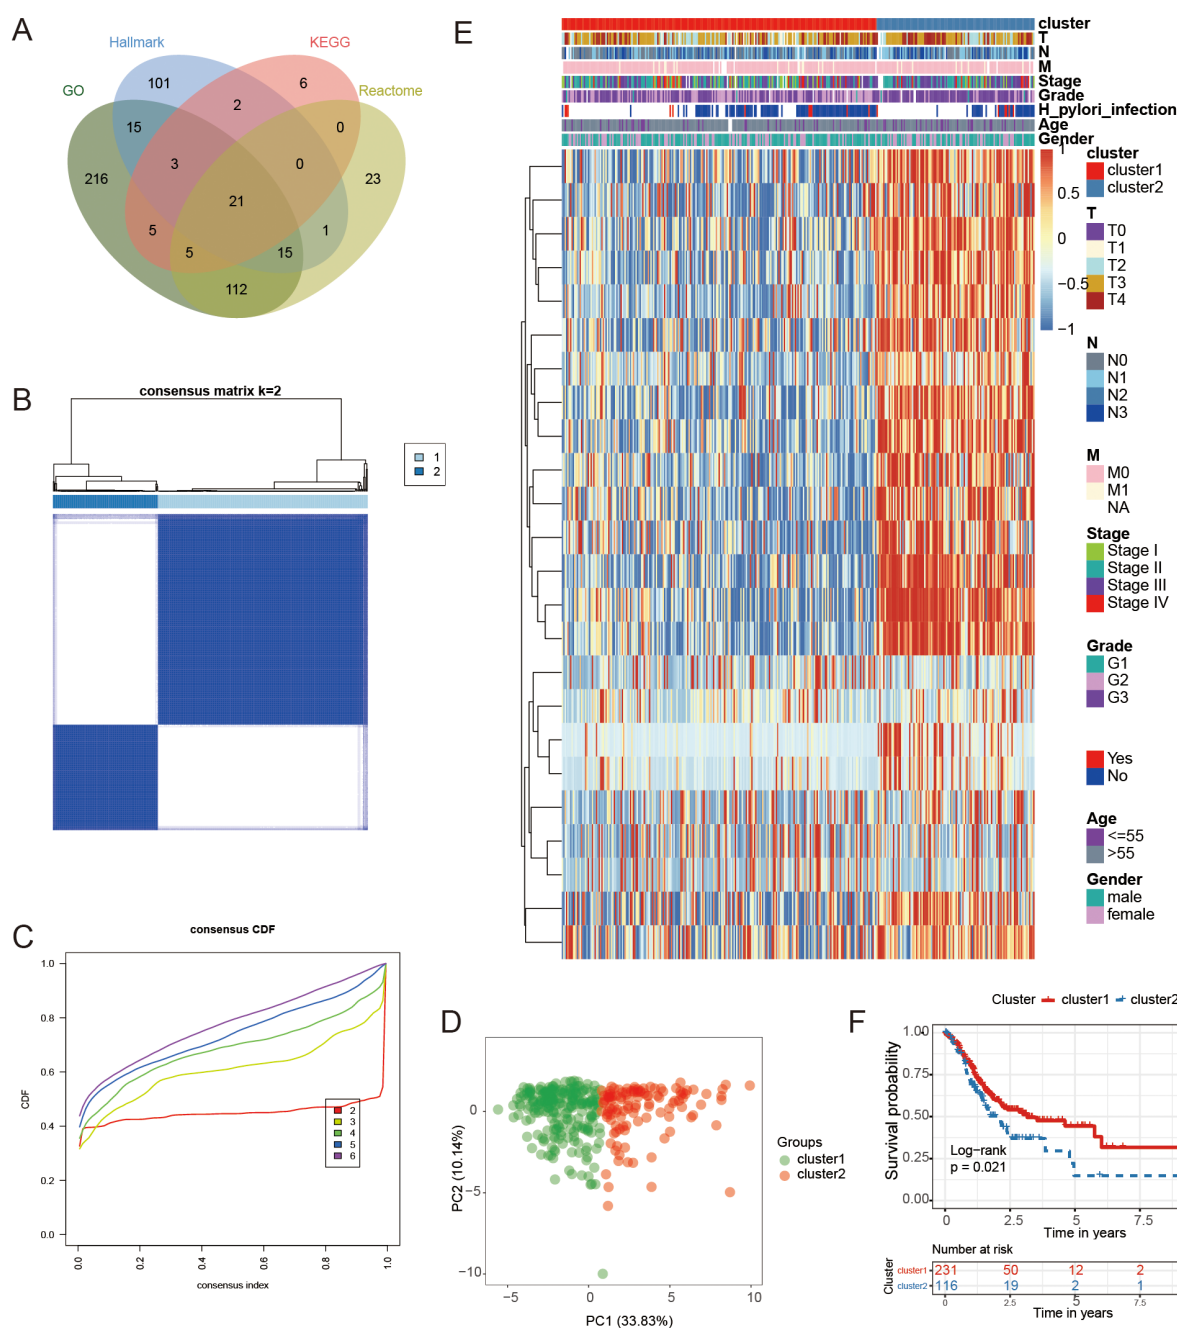 A
Hallmark
KEGG
GO
Reactome
101
6
2
15
0
3
0
216
23
21
5
1
5
15
112
B
consensus matrix k=2
1
2
C
consensus CDF
CDF
1.0
0.8
0.6
0.4
0.2
0.0
2
3
4
5
6
0.0
0.2
0.4
0.6
0.8
1.0
consensus index
D
PC2 (10.14%)
0
−5
−10
−5
0
5
10
PC1 (33.83%)
Groups
cluster1
cluster2
E
cluster
T
N
M
Stage
Grade
H_pylori_infection
Age
Gender
1
0.5
0
−0.5
−1
cluster
cluster1
cluster2
T
T0
T1
T2
T3
T4
N
N0
N1
N2
N3
M
M0
M1
NA
Stage
Stage I
Stage II
Stage III
Stage IV
Grade
G1
G2
G3
Yes
No
Age
<=55
>55
Gender
male
female
F
Cluster cluster1 cluster2
Survival probability
1.00
0.75
0.50
0.25
0.00
Log−rank
p = 0.021
0 2.5 5 7.5
Time in years
Number at risk
Cluster
cluster1 231 50 12 2
cluster2 116 19 2 1
0 2.5 5 7.5
Time in years